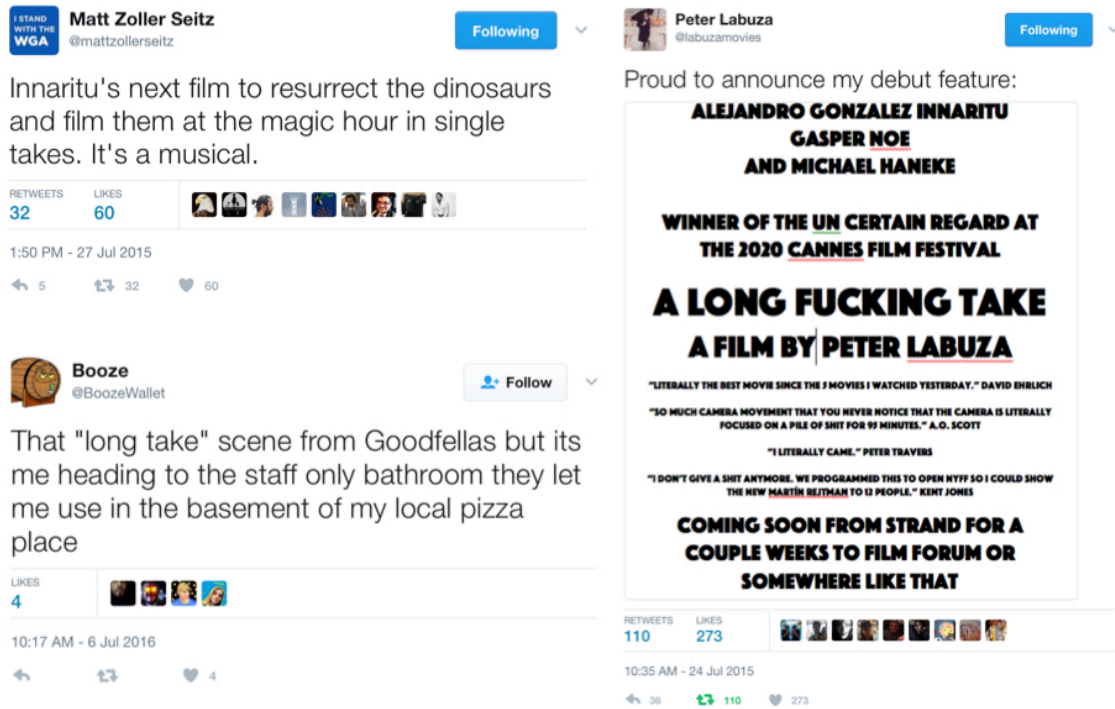 I STAND
WITH THE
WGA
Matt Zoller Seitz
@mattzollerseitz
Following
Innaritu's next film to resurrect the dinosaurs
and film them at the magic hour in single
takes. It's a musical.
RETWEETS LIKES
32 60
1:50 PM - 27 Jul 2015
5 32 60
Booze
@BoozeWallet
Follow
That "long take" scene from Goodfellas but its
me heading to the staff only bathroom they let
me use in the basement of my local pizza
place
LIKES
4
10:17 AM - 6 Jul 2016
4
Peter Labuza
@labuzamovies
Following
Proud to announce my debut feature:
ALEJANDRO GONZALEZ INNARITU
GASPER NOE
AND MICHAEL HANEKE
WINNER OF THE UN CERTAIN REGARD AT
THE 2020 CANNES FILM FESTIVAL
A LONG FUCKING TAKE
A FILM BY PETER LABUZA
"LITERALLY THE BEST MOVIE SINCE THE 3 MOVIES I WATCHED YESTERDAY." DAVID EHRLICH
"SO MUCH CAMERA MOVEMENT THAT YOU NEVER NOTICE THAT THE CAMERA IS LITERALLY
FOCUSED ON A PILE OF SHIT FOR 95 MINUTES." A.O. SCOTT
"I LITERALLY CAME." PETER TRAVERS
"I DON'T GIVE A SHIT ANYMORE. WE PROGRAMMED THIS TO OPEN NYFF SO I COULD SHOW
THE NEW MARTÍN REJTMAN TO 12 PEOPLE." KENT JONES
COMING SOON FROM STRAND FOR A
COUPLE WEEKS TO FILM FORUM OR
SOMEWHERE LIKE THAT
RETWEETS LIKES
110 273
10:35 AM - 24 Jul 2015
36 110 273